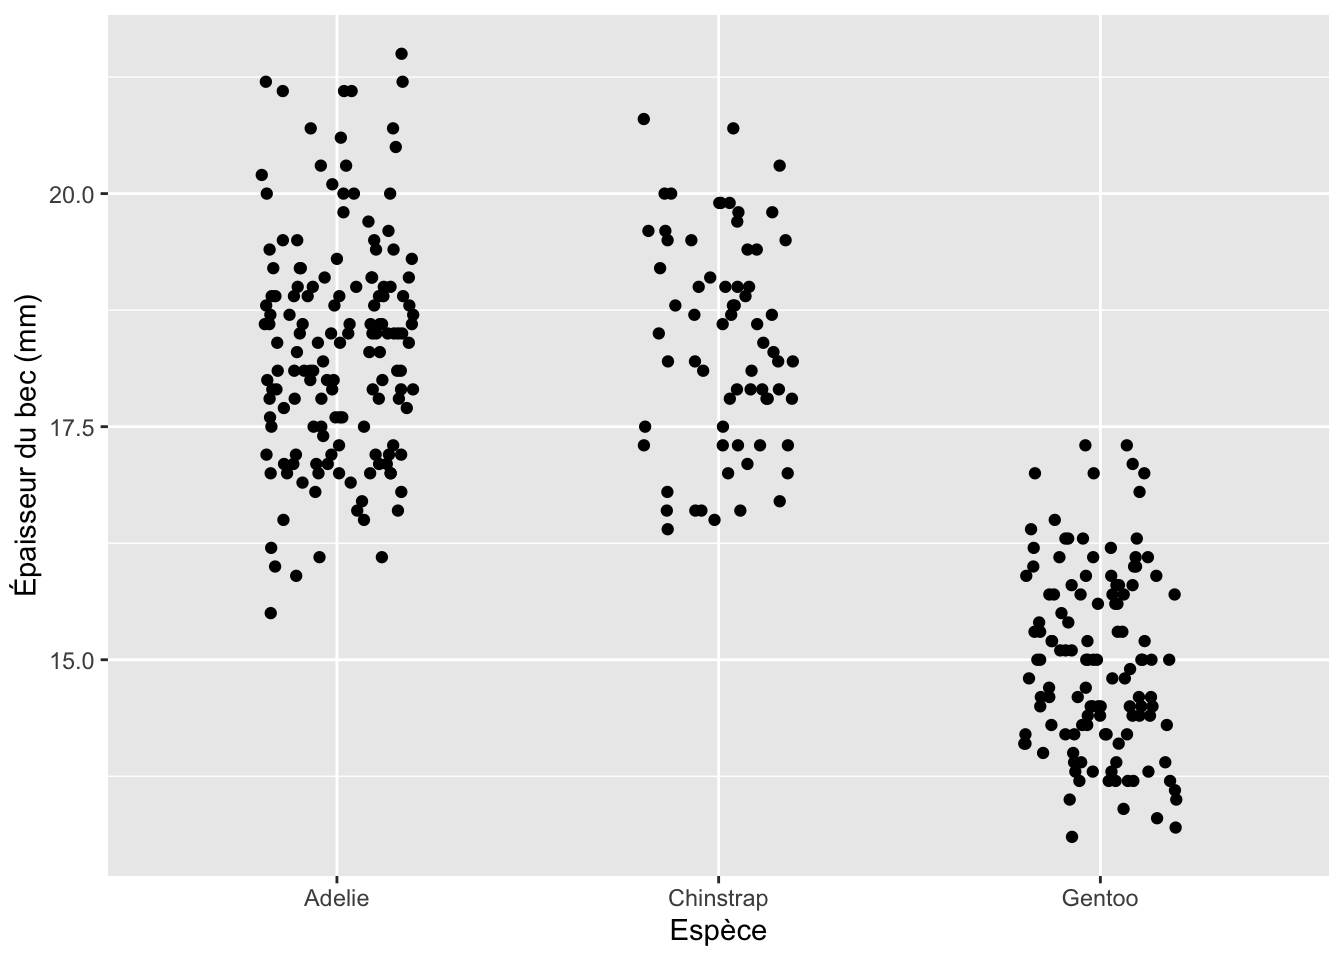 Épaisseur du bec (mm)
20.0
17.5
15.0
Adelie
Chinstrap
Gentoo
Espèce